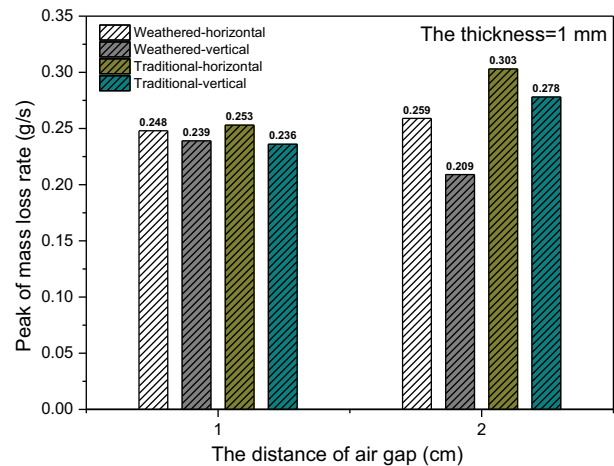 The thickness=1 mm
Weathered-horizontal
Weathered-vertical
Traditional-horizontal
Traditional-vertical
Peak of mass loss rate (g/s)
0.35
0.30
0.25
0.20
0.15
0.10
0.05
0.00
0.248
0.239
0.253
0.236
0.259
0.209
0.303
0.278
1
2
The distance of air gap (cm)